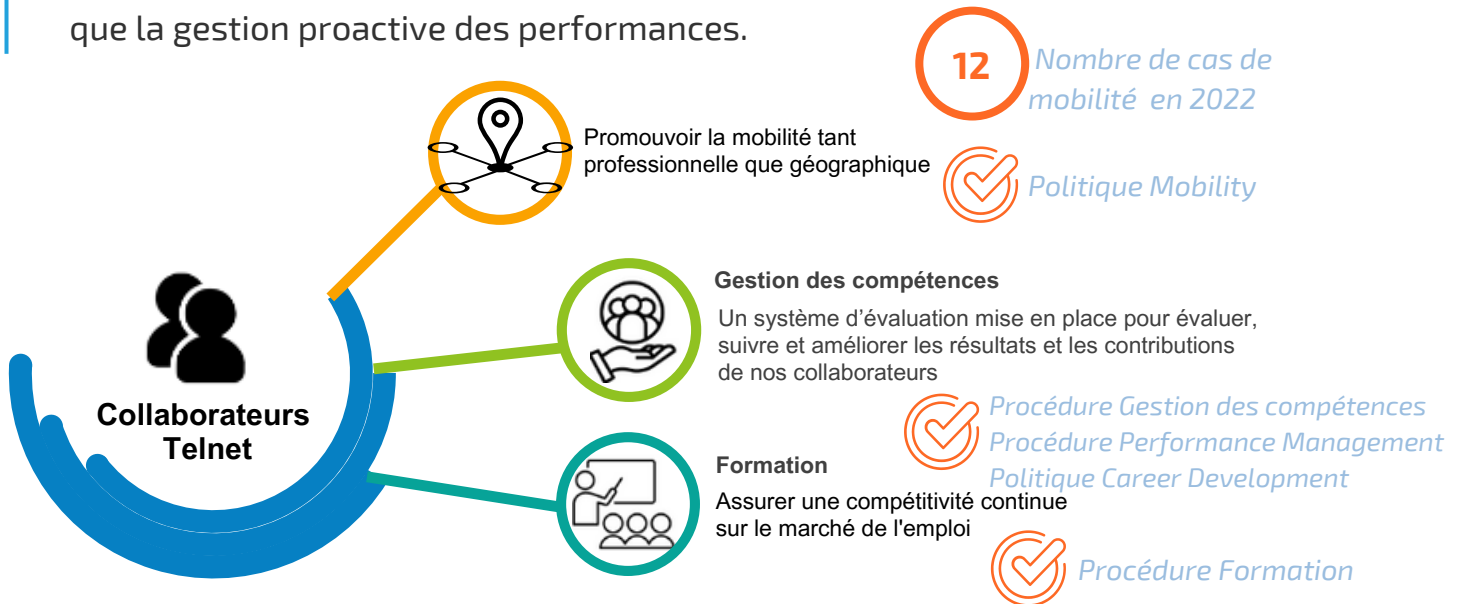 que la gestion proactive des performances.
12
Nombre de cas de
mobilité en 2022
Promouvoir la mobilité tant
professionnelle que géographique
Politique Mobility
Collaborateurs
Telnet
Gestion des compétences
Un système d’évaluation mise en place pour évaluer,
suivre et améliorer les résultats et les contributions
de nos collaborateurs
Procédure Gestion des compétences
Procédure Performance Management
Politique Career Development
Formation
Assurer une compétitivité continue
sur le marché de l'emploi
Procédure Formation